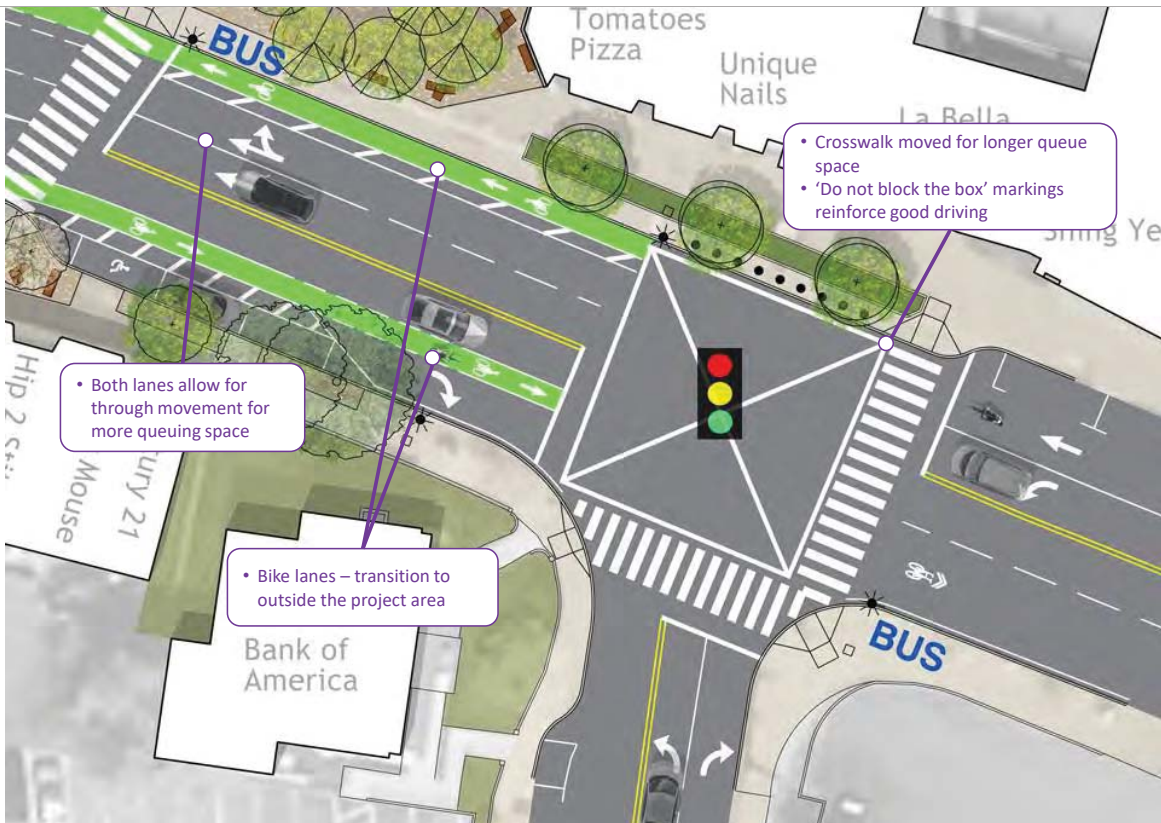 Tomatoes
Pizza
BUS
Unique
Nails
La Bella
• Crosswalk moved for longer queue
space
• ‘Do not block the box’ markings
reinforce good driving
• Both lanes allow for
through movement for
more queuing space
Hip 2
ury 21
Mouse
• Bike lanes – transition to
outside the project area
Bank of
America
BUS